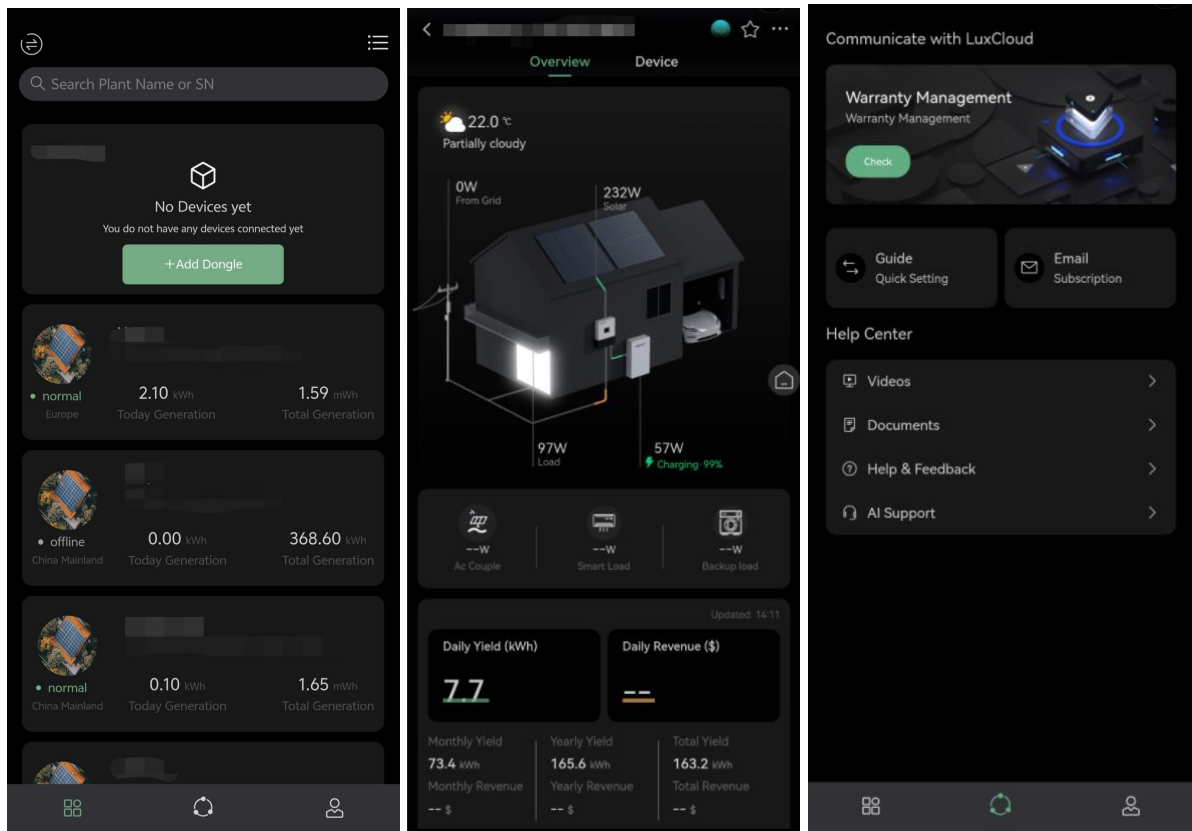 Search Plant Name or SN
No Devices yet
You do not have any devices connected yet
+Add Dongle
2.10 kWh
1.59 mWh
normal
Europe
Today Generation
Total Generation
0.00 kWh
368.60 kWh
offline
China Mainland
Today Generation
Total Generation
0.10 kWh
1.65 mWh
normal
China Mainland
Today Generation
Total Generation
Overview
Device
22.0 ℃
Partially cloudy
0W
From Grid
232W
Solar
97W
Load
57W
Charging·99%
--W
Ac Couple
--W
Smart Load
--W
Backup load
Updated: 14:11
Daily Yield (kWh)
7.7
Daily Revenue ($)
--
Monthly Yield
73.4 kWh
Monthly Revenue
-- $
Yearly Yield
165.6 kWh
Yearly Revenue
-- $
Total Yield
163.2 kWh
Total Revenue
-- $
Communicate with LuxCloud
Warranty Management
Warranty Management
Check
Guide
Quick Setting
Email
Subscription
Help Center
Videos
Documents
Help & Feedback
AI Support